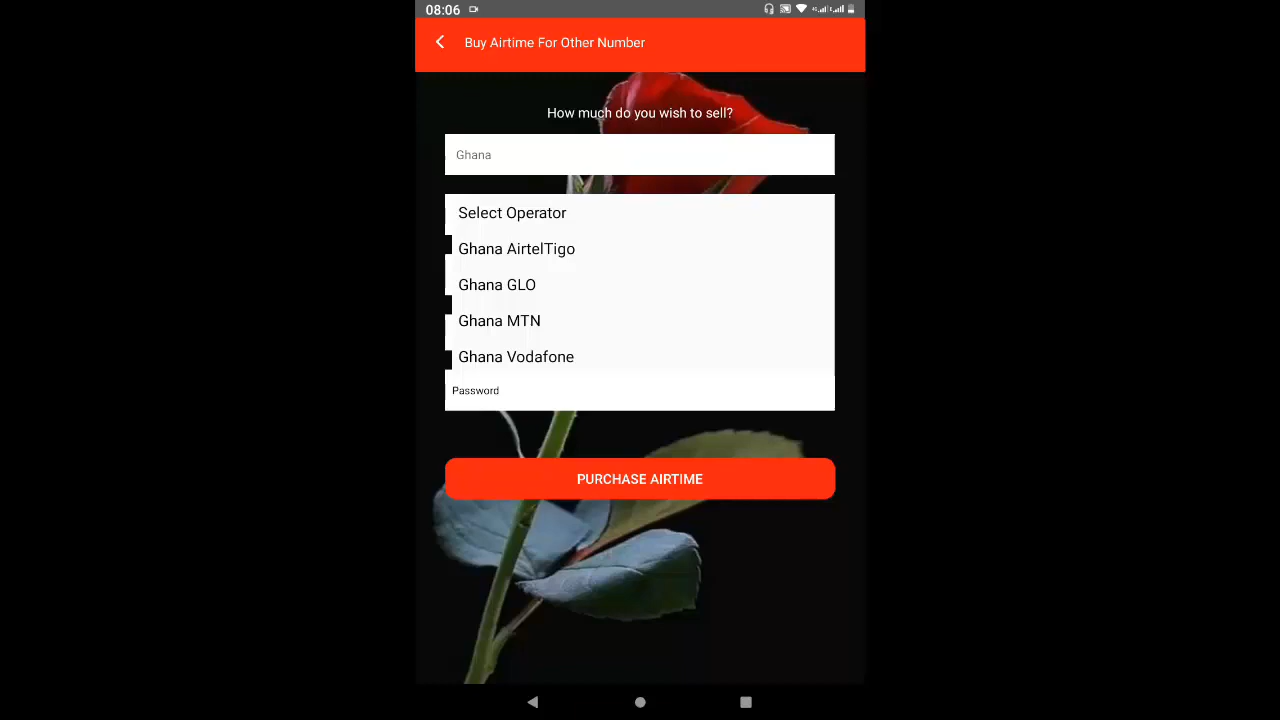 08:06
Buy Airtime For Other Number
How much do you wish to sell?
Ghana
Select Operator
Ghana AirtelTigo
Ghana GLO
Ghana MTN
Ghana Vodafone
Password
PURCHASE AIRTIME